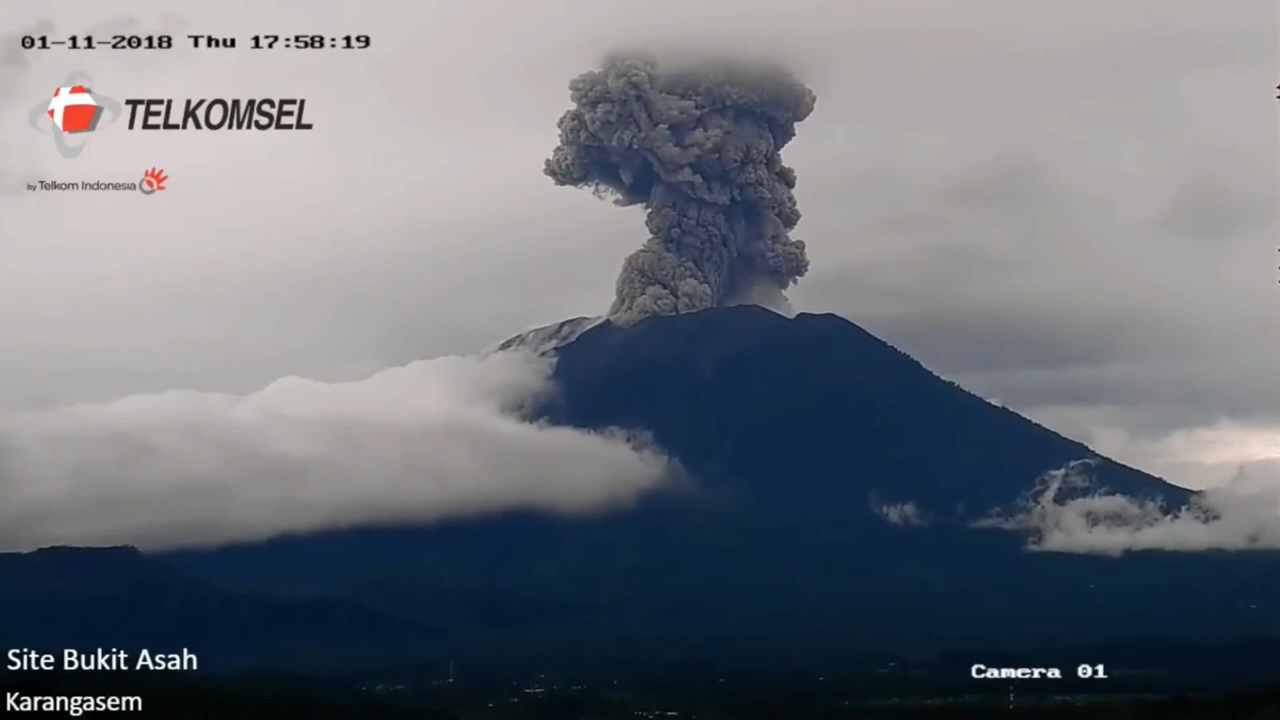 01-11-2018 Thu 17:58:19
TELKOMSEL
by Telkom Indonesia
Site Bukit Asah
Karangasem
Camera 01